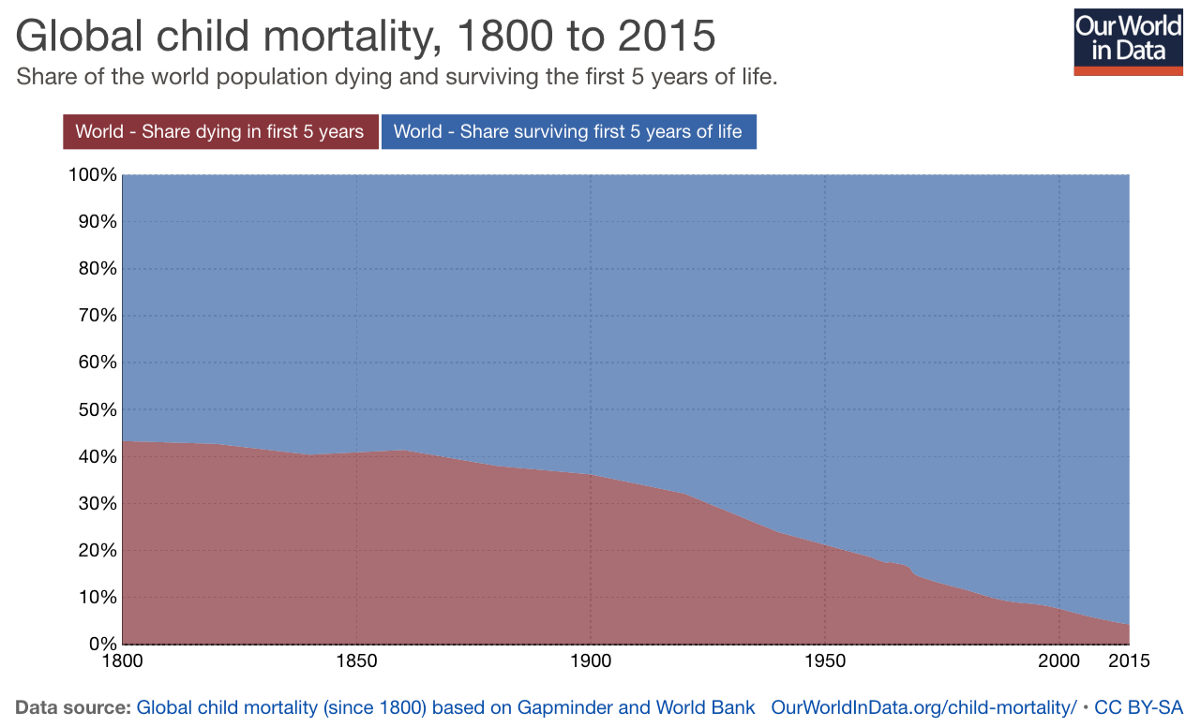 Global child mortality, 1800 to 2015
Our World
in Data
Share of the world population dying and surviving the first 5 years of life.
World - Share dying in first 5 years
World - Share surviving first 5 years of life
100%
90%
80%
70%
60%
50%
40%
30%
20%
10%
0%
1800 1850 1900 1950 2000 2015
Data source: Global child mortality (since 1800) based on Gapminder and World Bank OurWorldInData.org/child-mortality/ • CC BY-SA